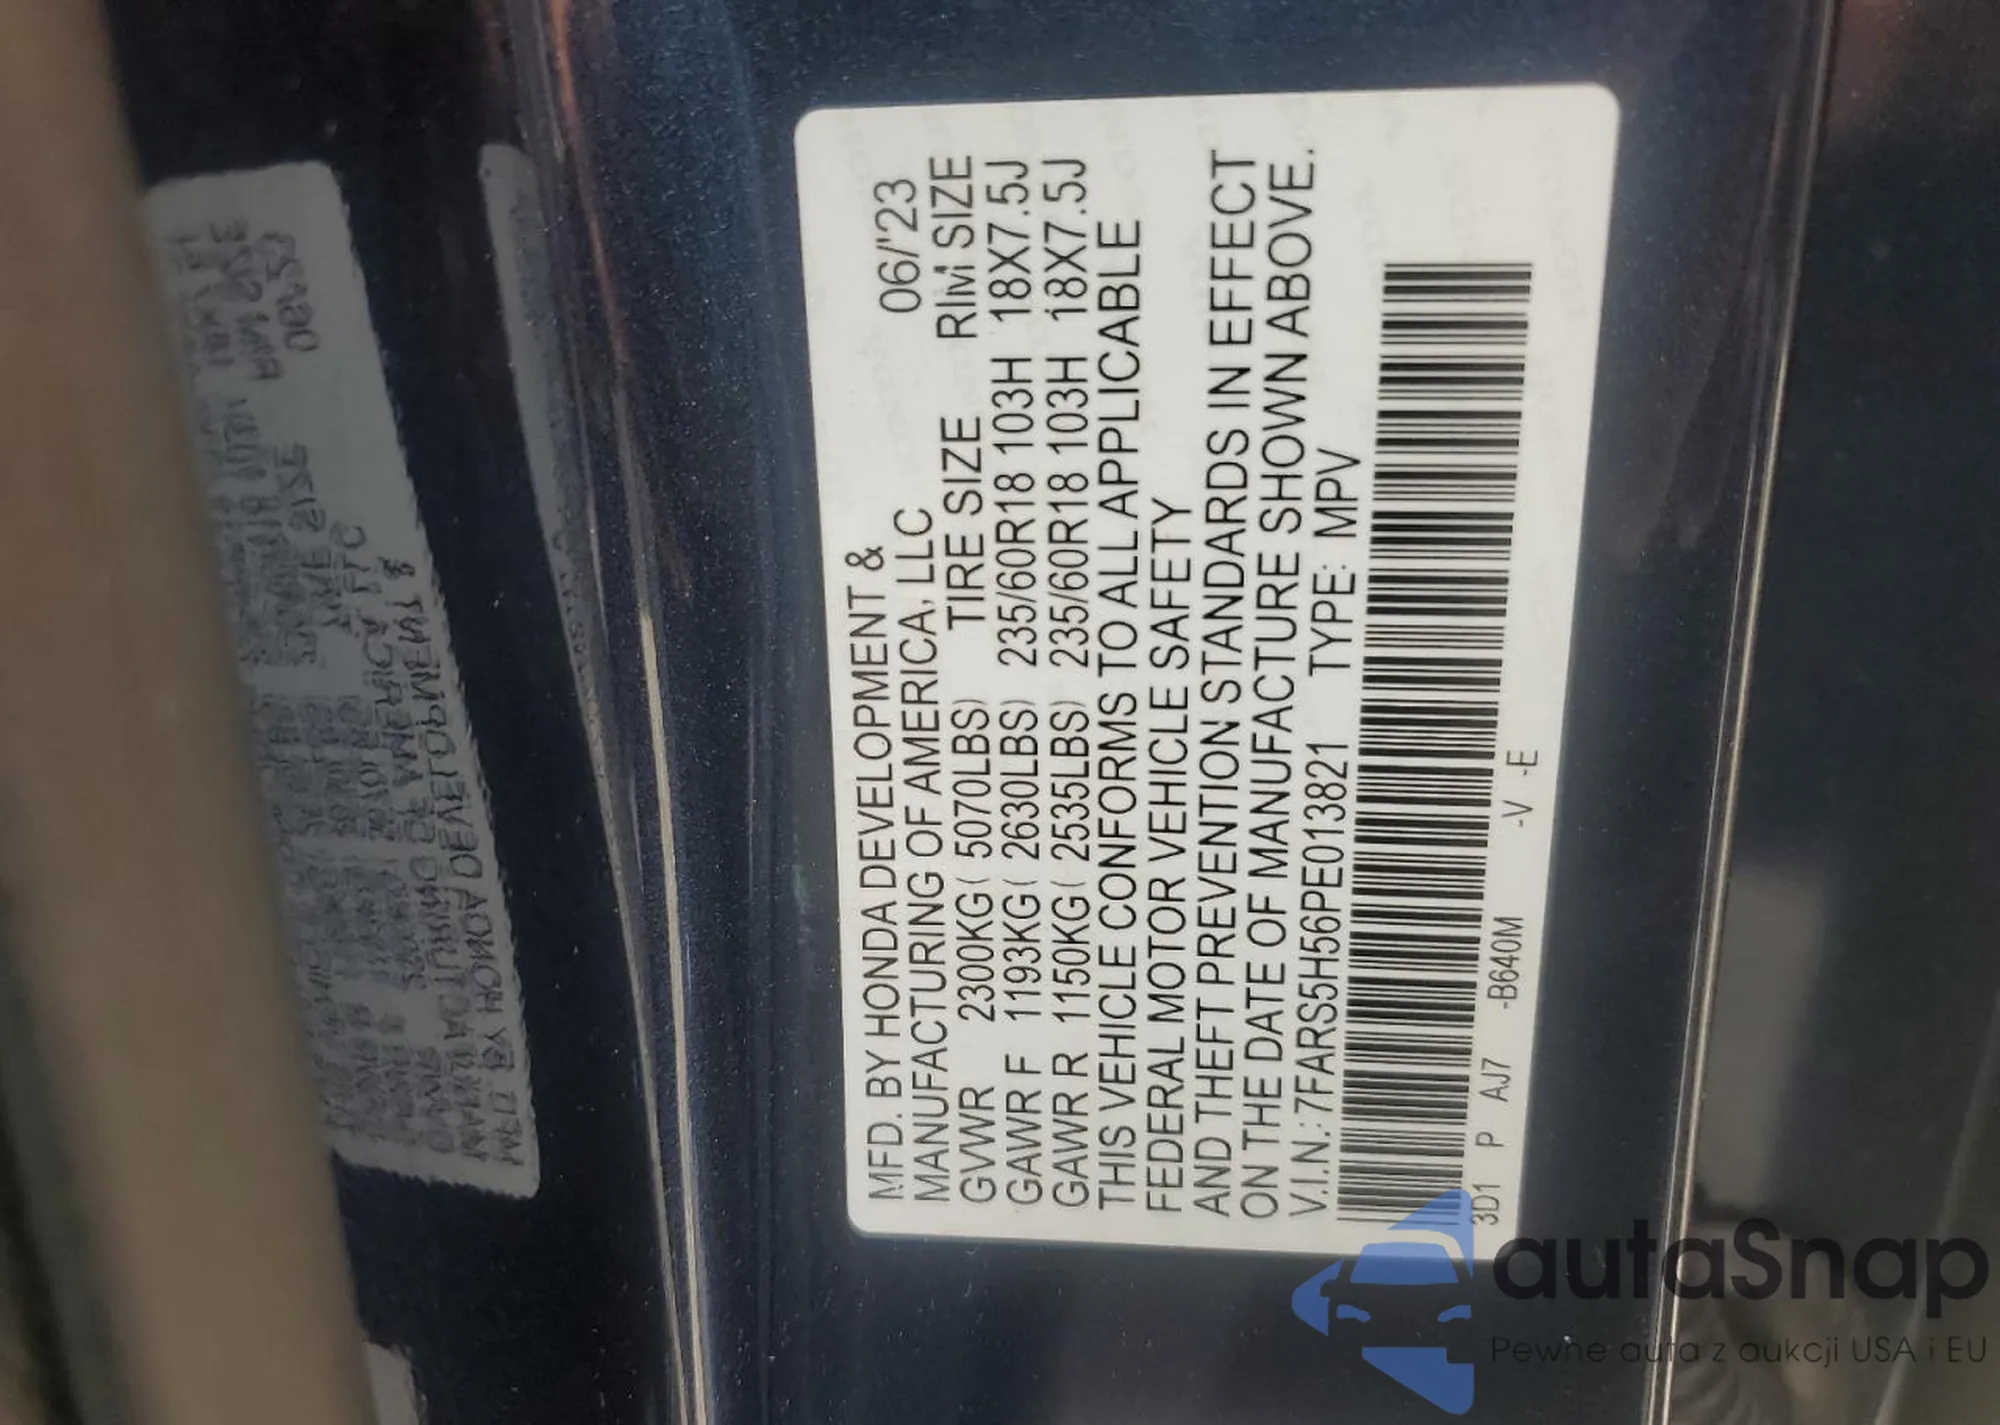 MFD. BY HONDA DEVELOPMENT &
MANUFACTURING OF AMERICA, LLC 06/'23
GVWR 2300KG( 5070LBS) TIRE SIZE RIM SIZE
GAWR F 1193KG( 2630LBS) 235/60R18 103H 18X7.5J
GAWR R 1150KG( 2535LBS) 235/60R18 103H 18X7.5J
THIS VEHICLE CONFORMS TO ALL APPLICABLE
FEDERAL MOTOR VEHICLE SAFETY
AND THEFT PREVENTION STANDARDS IN EFFECT
ON THE DATE OF MANUFACTURE SHOWN ABOVE.
V.I.N.: 7FARS5H56PE013821 TYPE: MPV
3D1 P AJ7 -B640M -V -E
autaSnap
Pewne auta z aukcji USA i EU